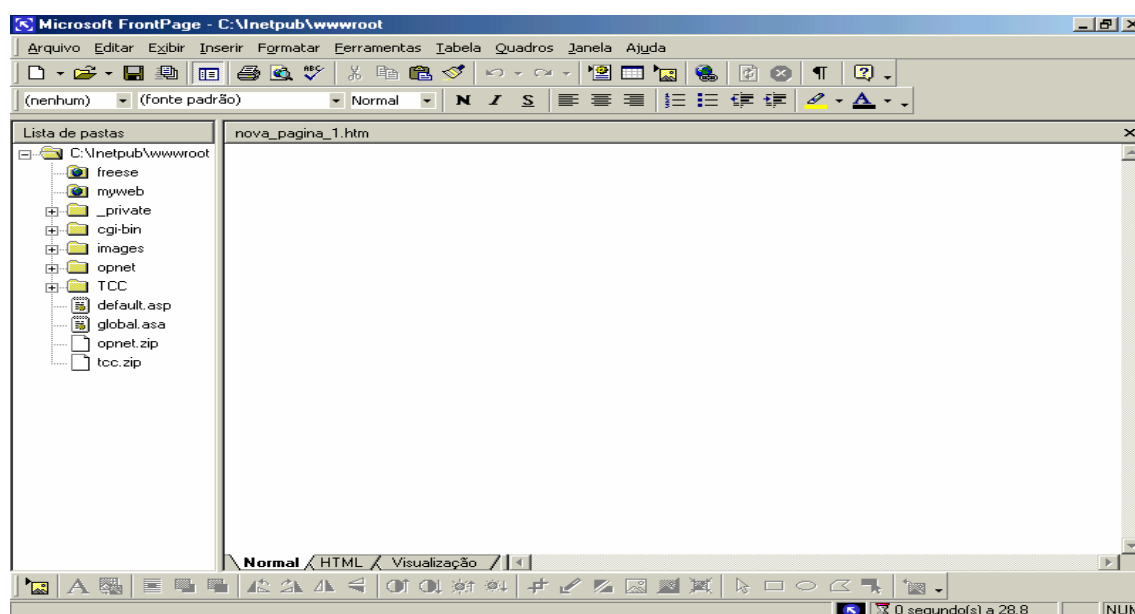 Microsoft FrontPage - C:\Inetpub\wwwroot
Arquivo Editar Exibir Inserir Formatar Ferramentas Tabela Quadros Janela Ajuda
(nenhum) (fonte padrão) Normal N I S
Lista de pastas
nova_pagina_1.htm
C:\Inetpub\wwwroot
freese
myweb
_private
cgi-bin
images
opnet
TCC
default.asp
global.asa
opnet.zip
tcc.zip
Normal HTML Visualização
0 segundo(s) a 28.8 NUM